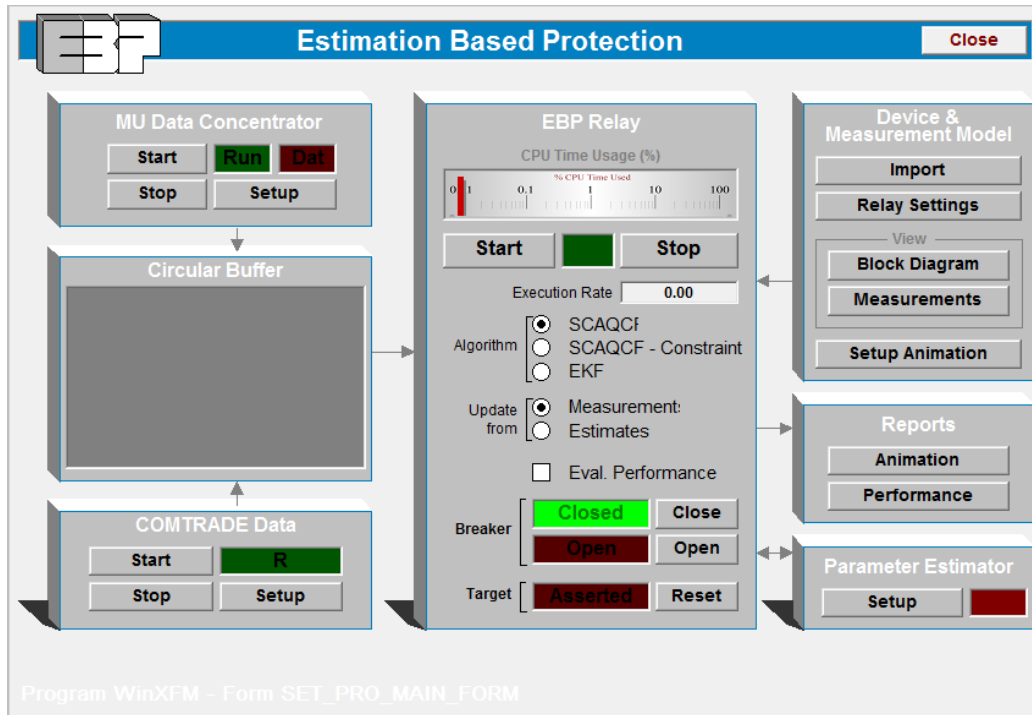 EBP
Estimation Based Protection
Close
MU Data Concentrator
Start
Run
Dat
Stop
Setup
Circular Buffer
COMTRADE Data
Start
R
Stop
Setup
EBP Relay
CPU Time Usage (%)
% CPU Time Used
0 1 0.1 1 10 100
Start
Stop
Execution Rate 0.00
Algorithm
SCAQCF
SCAQCF - Constraint
EKF
Update
from
Measurements
Estimates
Eval. Performance
Breaker
Closed
Close
Open
Open
Target
Asserted
Reset
Device &
Measurement Model
Import
Relay Settings
View
Block Diagram
Measurements
Setup Animation
Reports
Animation
Performance
Parameter Estimator
Setup
Program WinXFM - Form SET_PRO_MAIN_FORM